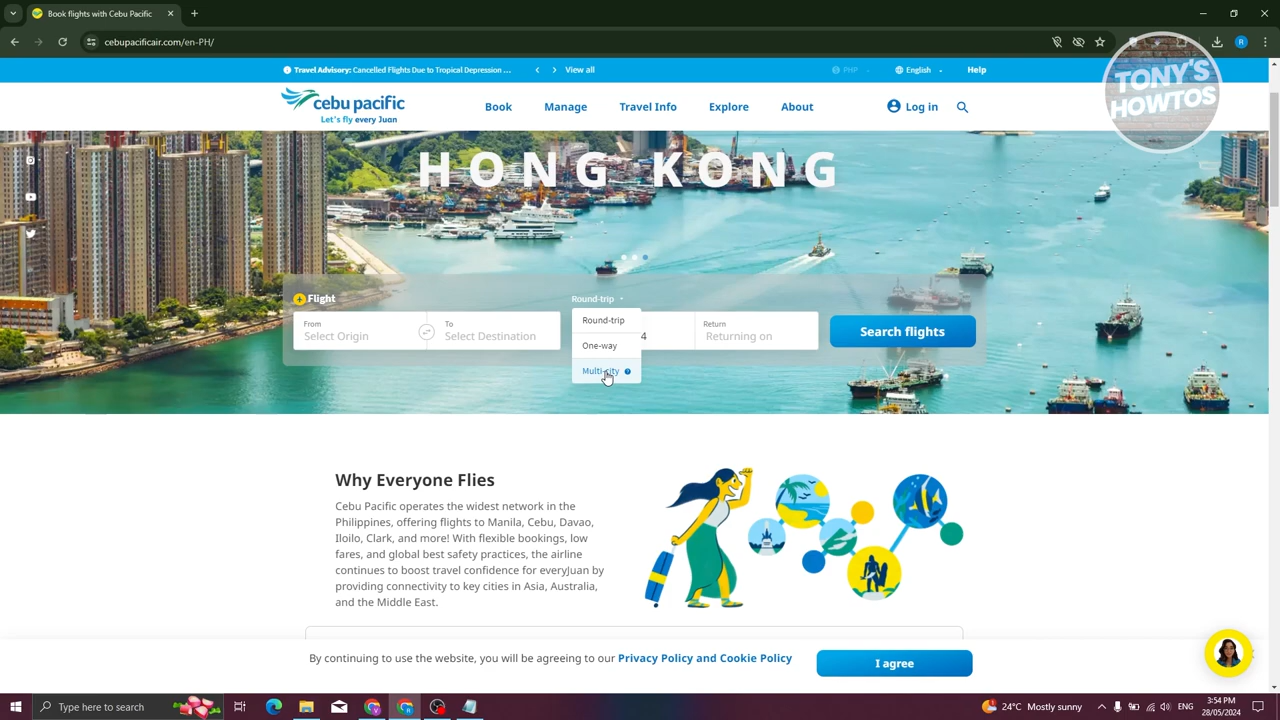 Book flights with Cebu Pacific
cebupacificair.com/en-PH/
R
Travel Advisory: Cancelled Flights Due to Tropical Depression ...
View all
PHP
English
Help
TONY'S
HOWTOS
cebu pacific
Let's fly every Juan
Book
Manage
Travel Info
Explore
About
Log in
HONG KONG
Flight
Round-trip
From
Select Origin
To
Select Destination
Round-trip
One-way
Multi-city
4
Return
Returning on
Search flights
Why Everyone Flies
Cebu Pacific operates the widest network in the
Philippines, offering flights to Manila, Cebu, Davao,
Iloilo, Clark, and more! With flexible bookings, low
fares, and global best safety practices, the airline
continues to boost travel confidence for everyJuan by
providing connectivity to key cities in Asia, Australia,
and the Middle East.
By continuing to use the website, you will be agreeing to our Privacy Policy and Cookie Policy
I agree
Type here to search
24°C Mostly sunny
3:54 PM
28/05/2024